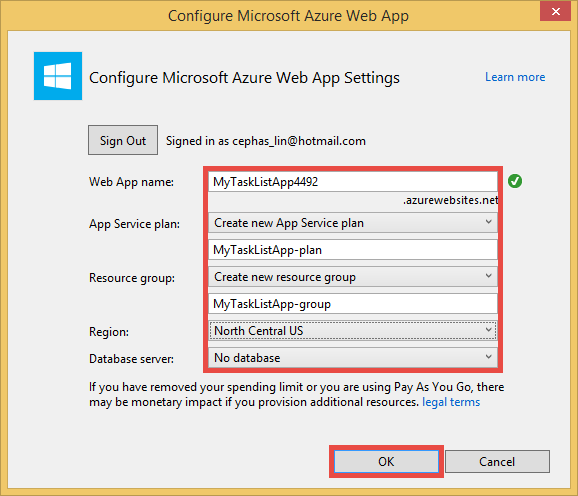 Configure Microsoft Azure Web App
Configure Microsoft Azure Web App Settings
Learn more
Sign Out
Signed in as cephas_lin@hotmail.com
Web App name:
MyTaskListApp4492
.azurewebsites.net
App Service plan:
Create new App Service plan
MyTaskListApp-plan
Resource group:
Create new resource group
MyTaskListApp-group
Region:
North Central US
Database server:
No database
If you have removed your spending limit or you are using Pay As You Go, there
may be monetary impact if you provision additional resources. legal terms
OK
Cancel